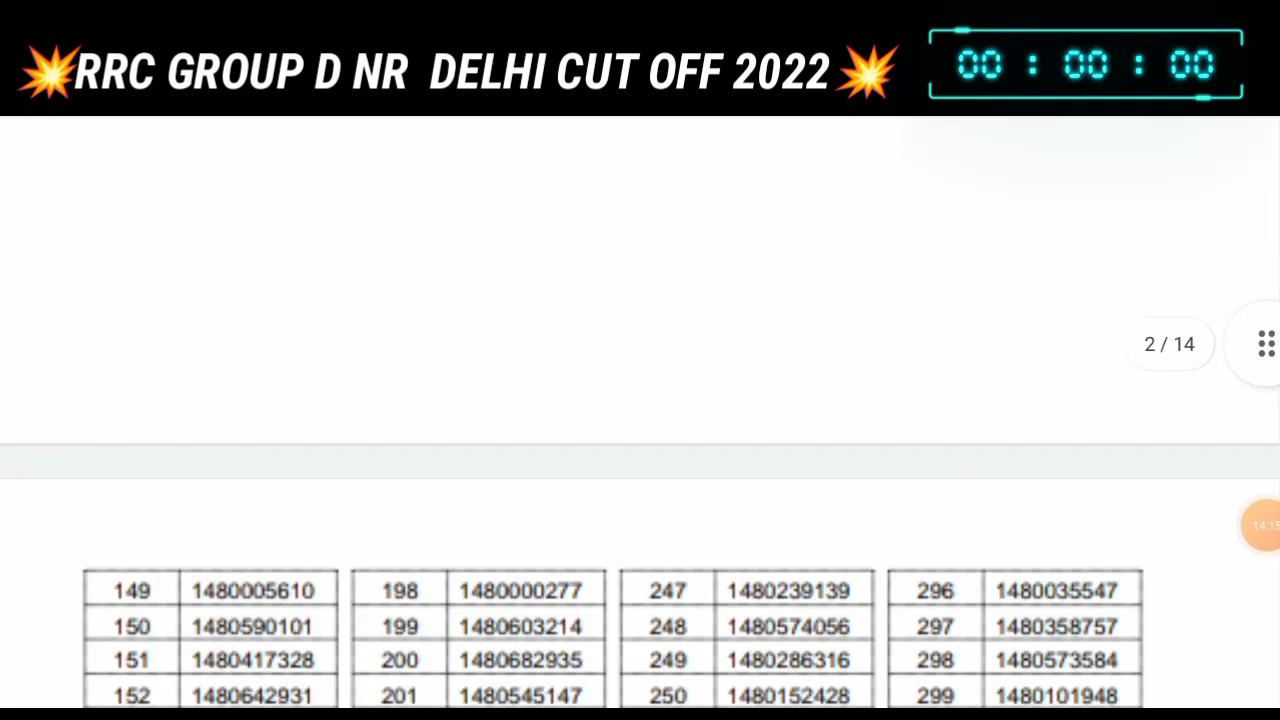 💥RRC GROUP D NR DELHI CUT OFF 2022💥
00 : 00 : 00
2 / 14
14:15
149 1480005610 198 1480000277 247 1480239139 296 1480035547
150 1480590101 199 1480603214 248 1480574056 297 1480358757
151 1480417328 200 1480682935 249 1480286316 298 1480573584
152 1480642931 201 1480545147 250 1480152428 299 1480101948